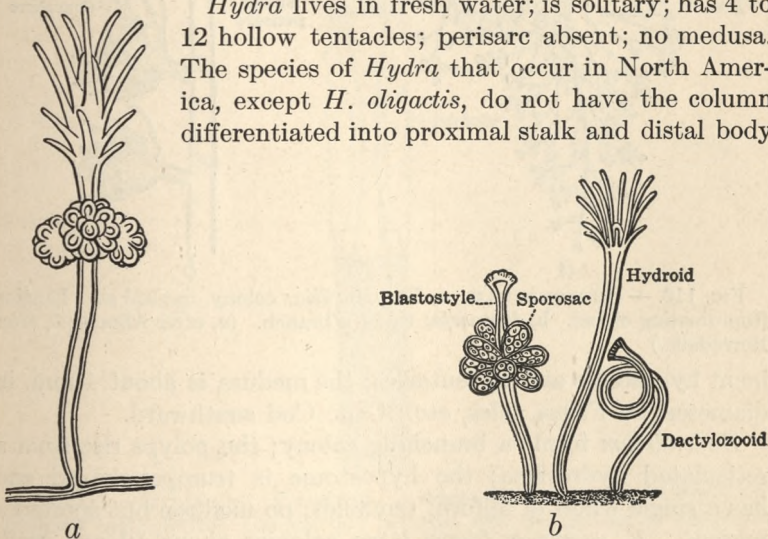 Hydra lives in fresh water; is solitary; has 4 to
12 hollow tentacles; perisarc absent; no medusa.
The species of Hydra that occur in North Amer-
ica, except H. oligactis, do not have the column
differentiated into proximal stalk and distal body
Hydroid
Blastostyle
Sporosac
Dactylozooid
a
b